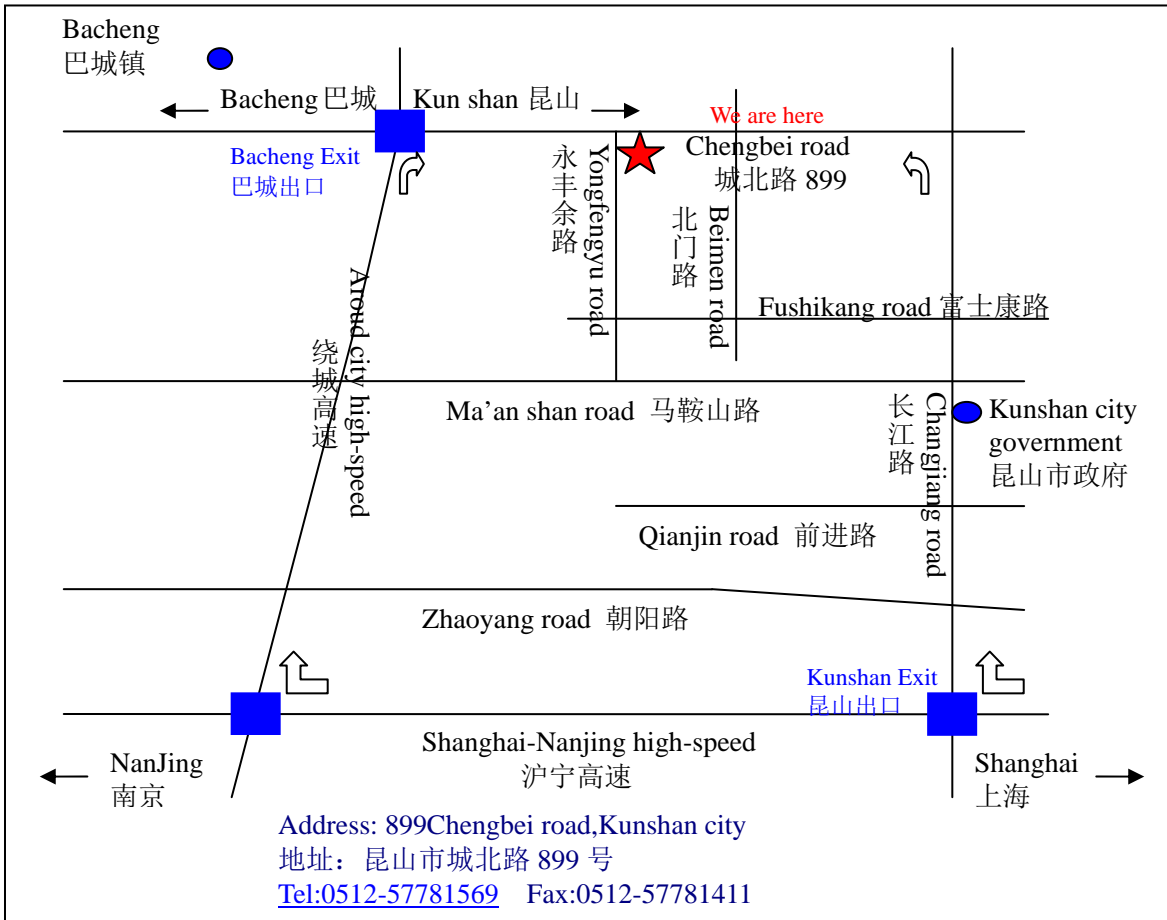 Bacheng
巴城镇
Bacheng 巴城 Kun shan 昆山
We are here
Bacheng Exit
巴城出口
Chengbei road
城北路 899
Yongfengyu road
永丰余路
Beimen road
北门路
Fushikang road 富士康路
Aroud city high-speed
绕城高速
Ma'an shan road 马鞍山路
Changjiang road
长江路
Kunshan city
government
昆山市政府
Qianjin road 前进路
Zhaoyang road 朝阳路
Kunshan Exit
昆山出口
Shanghai-Nanjing high-speed
沪宁高速
NanJing
南京
Shanghai
上海
Address: 899Chengbei road,Kunshan city
地址：昆山市城北路 899 号
Tel:0512-57781569 Fax:0512-57781411